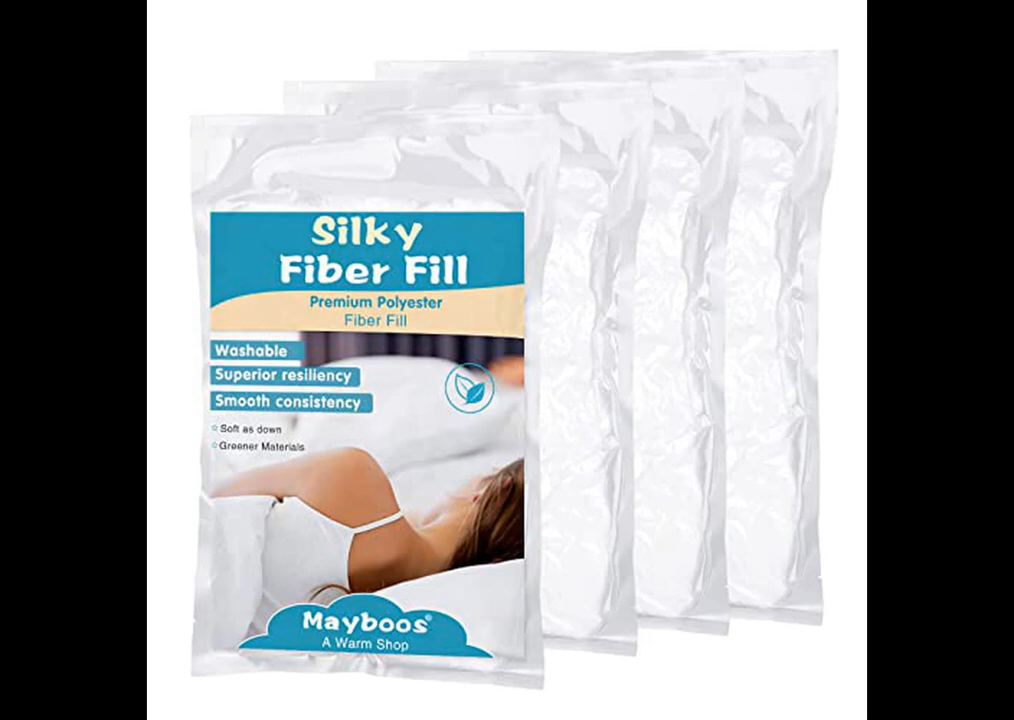 Silky
Fiber Fill
Premium Polyester
Fiber Fill
Washable
Superior resiliency
Smooth consistency
Soft as down
Greener Materials
Mayboos®
A Warm Shop